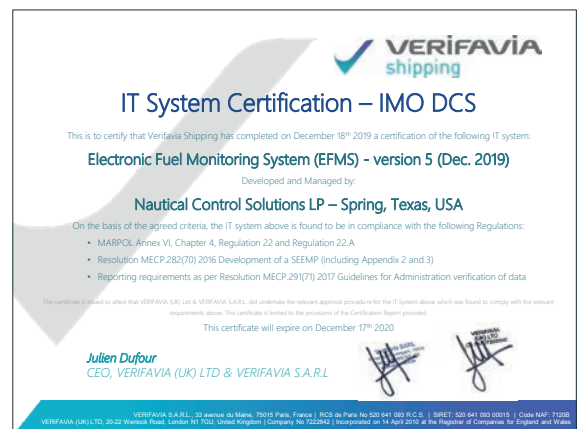 VERIFAVIA
shipping
IT System Certification – IMO DCS
This is to certify that Verifavia Shipping has completed on December 18th 2019 a certification of the following IT system:
Electronic Fuel Monitoring System (EFMS) - version 5 (Dec. 2019)
Developed and Managed by:
Nautical Control Solutions LP – Spring, Texas, USA
On the basis of the agreed criteria, the IT system above is found to be in compliance with the following Regulations:
• MARPOL Annex VI, Chapter 4, Regulation 22 and Regulation 22.A
• Resolution MECP.282(70) 2016 Development of a SEEMP (including Appendix 2 and 3)
• Reporting requirements as per Resolution MECP.291(71) 2017 Guidelines for Administration verification of data
This certificate is issued to attest that VERIFAVIA (UK) Ltd & VERIFAVIA S.A.R.L. did undertake the relevant approval procedure for the IT System above which was found to comply with the relevant
requirements above. This certificate is limited to the provisions of the Certification Report provided.
This certificate will expire on December 17th 2020
Julien Dufour
CEO, VERIFAVIA (UK) LTD & VERIFAVIA S.A.R.L
VERIFAVIA S.A.R.L., 33 avenue du Maine, 75015 Paris, France | RCS de Paris No 520 641 093 R.C.S. | SIRET: 520 641 093 00015 | Code NAF: 7120B
VERIFAVIA (UK) LTD, 20-22 Wenlock Road, London N1 7GU, United Kingdom | Company No 7222842 | Incorporated on 14 April 2010 at the Registrar of Companies for England and Wales